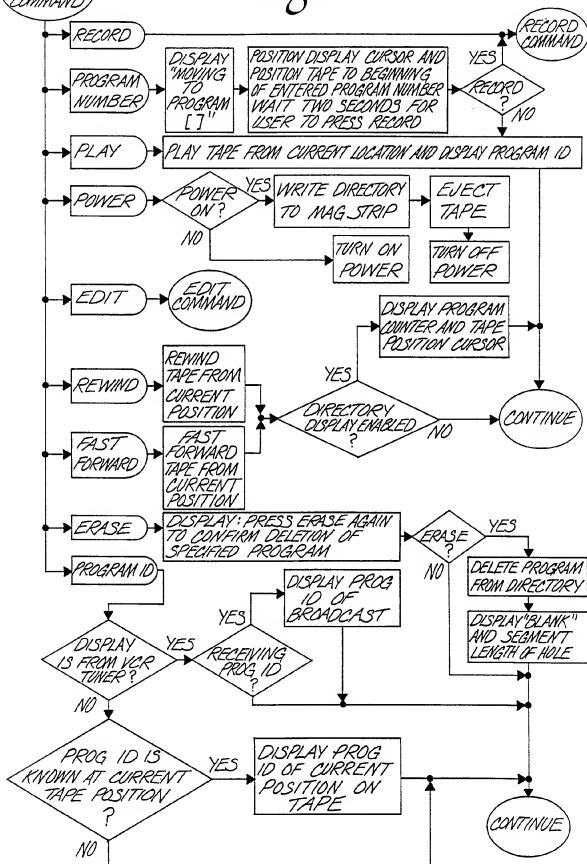 COMMAND
RECORD
RECORD
COMMAND
PROGRAM
NUMBER
DISPLAY
"MOVING
TO
PROGRAM
[ ]"
POSITION DISPLAY CURSOR AND
POSITION TAPE TO BEGINNING
OF ENTERED PROGRAM NUMBER
WAIT TWO SECONDS FOR
USER TO PRESS RECORD
YES
RECORD
?
NO
PLAY
PLAY TAPE FROM CURRENT LOCATION AND DISPLAY PROGRAM ID
POWER
POWER
ON?
YES
WRITE DIRECTORY
TO MAG STRIP
EJECT
TAPE
NO
TURN ON
POWER
TURN OFF
POWER
EDIT
EDIT
COMMAND
DISPLAY PROGRAM
COUNTER AND TAPE
POSITION CURSOR
REWIND
REWIND
TAPE FROM
CURRENT
POSITION
YES
DIRECTORY
DISPLAY ENABLED
?
NO
CONTINUE
FAST
FORWARD
FAST
FORWARD
TAPE FROM
CURRENT
POSITION
ERASE
DISPLAY: PRESS ERASE AGAIN
TO CONFIRM DELETION OF
SPECIFIED PROGRAM
ERASE
?
YES
NO
DELETE PROGRAM
FROM DIRECTORY
DISPLAY "BLANK"
AND SEGMENT
LENGTH OF HOLE
PROGRAM ID
DISPLAY
IS FROM VCR
TUNER?
YES
RECEIVING
PROG ID
?
YES
DISPLAY PROG
ID OF
BROADCAST
NO
NO
PROG ID IS
KNOWN AT CURRENT
TAPE POSITION
?
YES
DISPLAY PROG
ID OF CURRENT
POSITION ON
TAPE
CONTINUE
NO